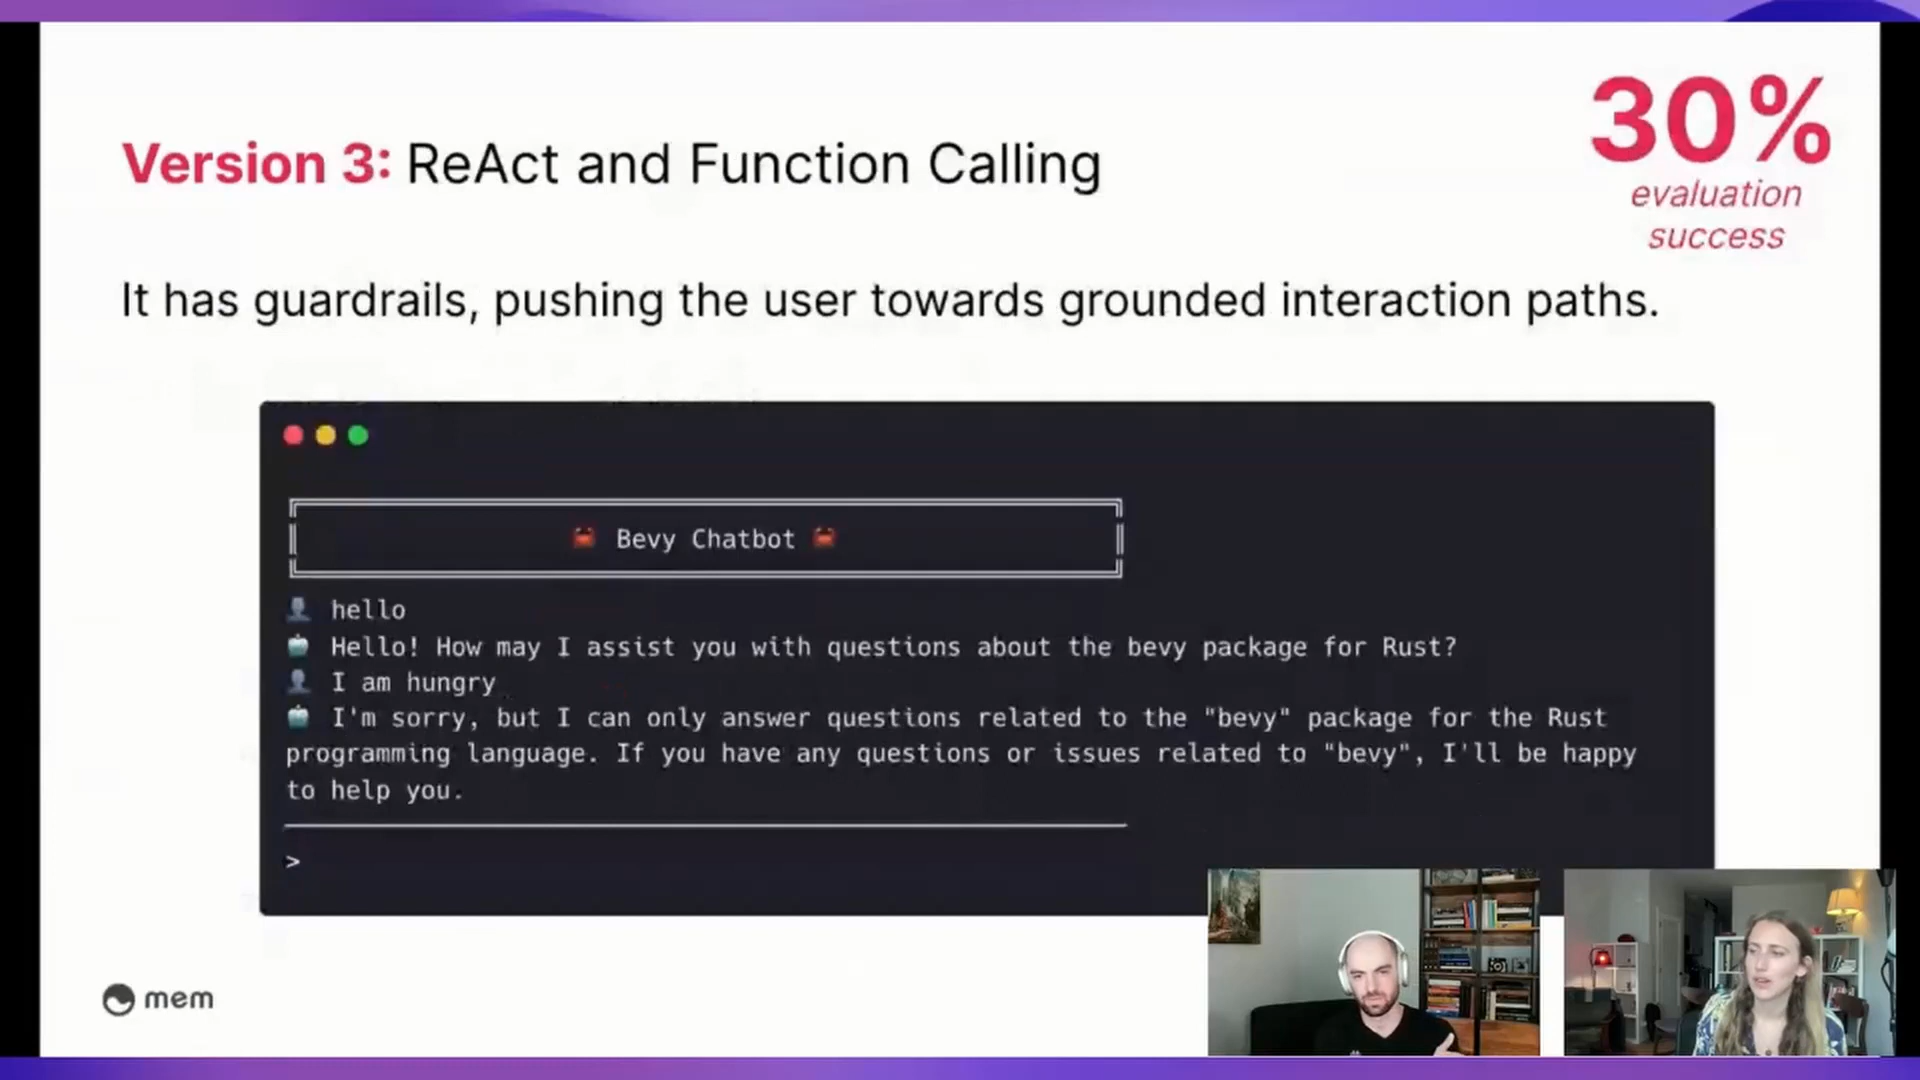 30%
evaluation
success
Version 3: ReAct and Function Calling
It has guardrails, pushing the user towards grounded interaction paths.
Bevy Chatbot
hello
Hello! How may I assist you with questions about the bevy package for Rust?
I am hungry
I'm sorry, but I can only answer questions related to the "bevy" package for the Rust
programming language. If you have any questions or issues related to "bevy", I'll be happy
to help you.
>
mem